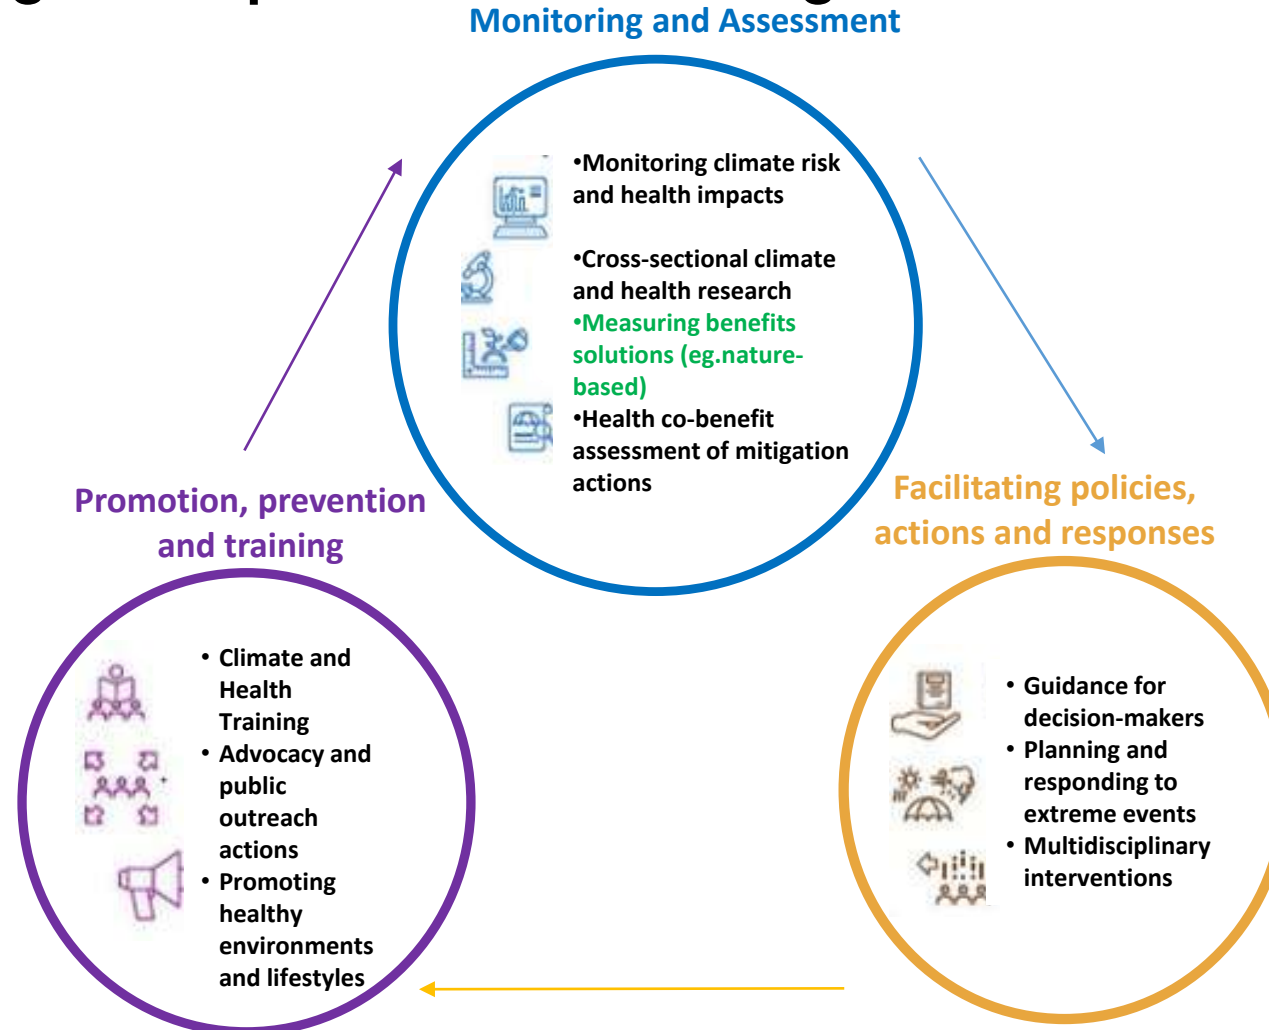 Monitoring and Assessment
•Monitoring climate risk
and health impacts
•Cross-sectional climate
and health research
•Measuring benefits
solutions (eg.nature-
based)
•Health co-benefit
assessment of mitigation
actions
Promotion, prevention
and training
• Climate and
Health
Training
• Advocacy and
public
outreach
actions
• Promoting
healthy
environments
and lifestyles
Facilitating policies,
actions and responses
• Guidance for
decision-makers
• Planning and
responding to
extreme events
• Multidisciplinary
interventions